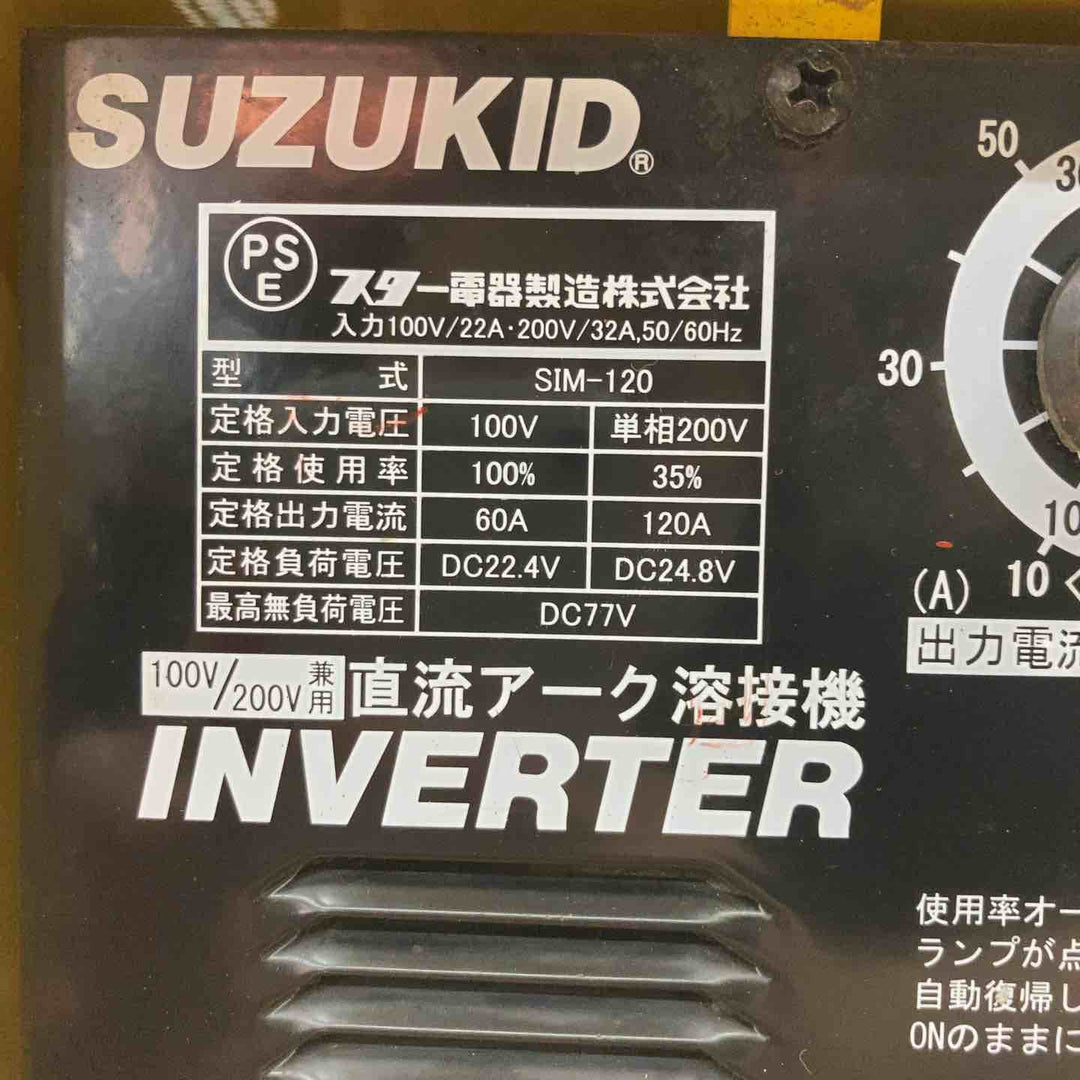 SUZUKID®
PSE
スター電器製造株式会社
入力100V/22A・200V/32A,50/60Hz
型式 SIM-120
定格入力電圧 100V 単相200V
定格使用率 100% 35%
定格出力電流 60A 120A
定格負荷電圧 DC22.4V DC24.8V
最高無負荷電圧 DC77V
100V/200V兼用 直流アーク溶接機
INVERTER
50
30
10
(A)
出力電流
使用率オー
ランプが点
自動復帰し
ONのままに